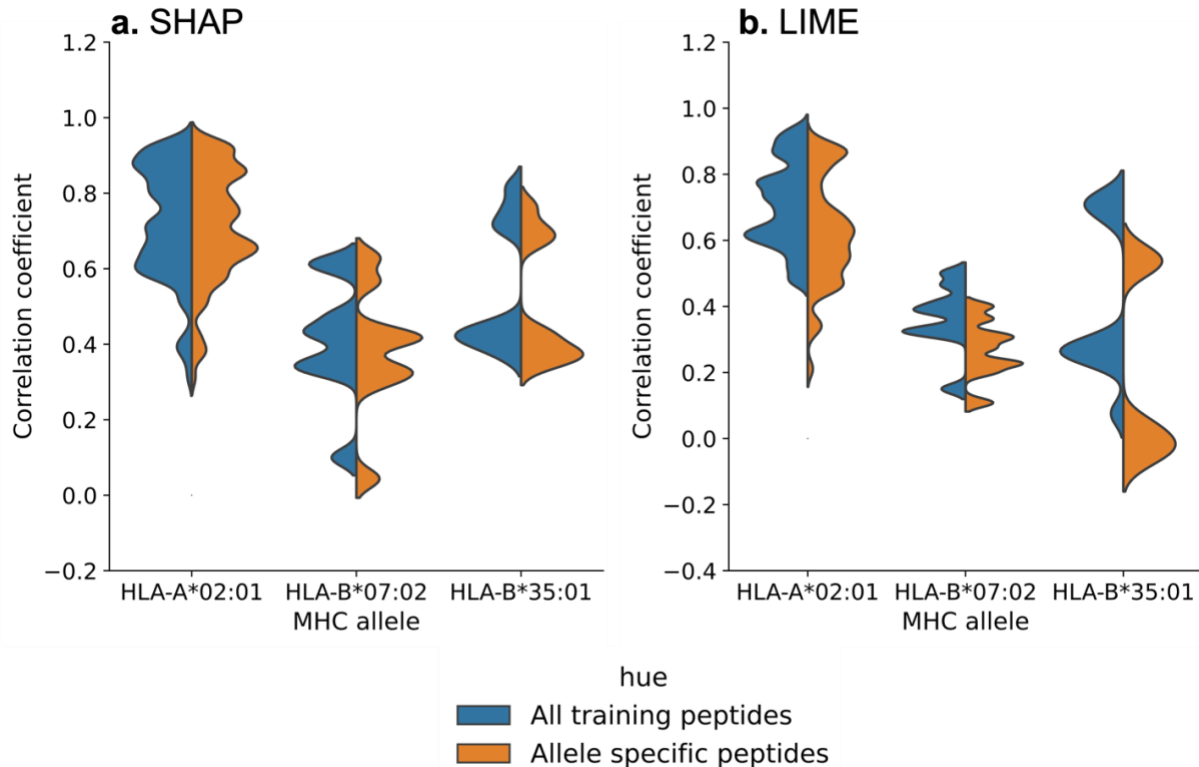 a. SHAP
1.2
1.0
0.8
0.6
0.4
0.2
0.0
−0.2
Correlation coefficient
HLA-A*02:01 HLA-B*07:02 HLA-B*35:01
MHC allele
b. LIME
1.2
1.0
0.8
0.6
0.4
0.2
0.0
−0.2
−0.4
Correlation coefficient
HLA-A*02:01 HLA-B*07:02 HLA-B*35:01
MHC allele
hue
All training peptides
Allele specific peptides